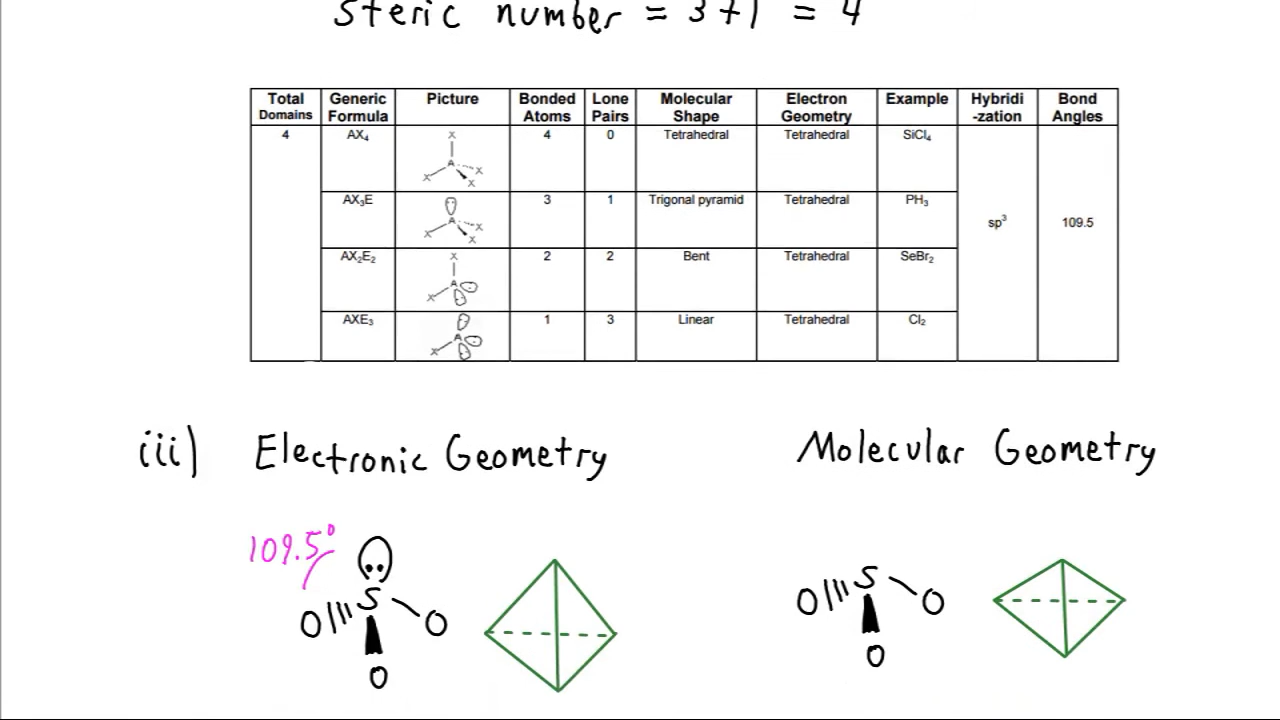 Steric number = 3+1 = 4
Total Domains Generic Formula Picture Bonded Atoms Lone Pairs Molecular Shape Electron Geometry Example Hybridi -zation Bond Angles
4 AX₄ X A X X X 4 0 Tetrahedral Tetrahedral SiCl₄
AX₃E A X X X 3 1 Trigonal pyramid Tetrahedral PH₃ sp³ 109.5
AX₂E₂ X A X 2 2 Bent Tetrahedral SeBr₂
AXE₃ A X 1 3 Linear Tetrahedral Cl₂
iii) Electronic Geometry Molecular Geometry
109.5°
S S
O O O O
O O